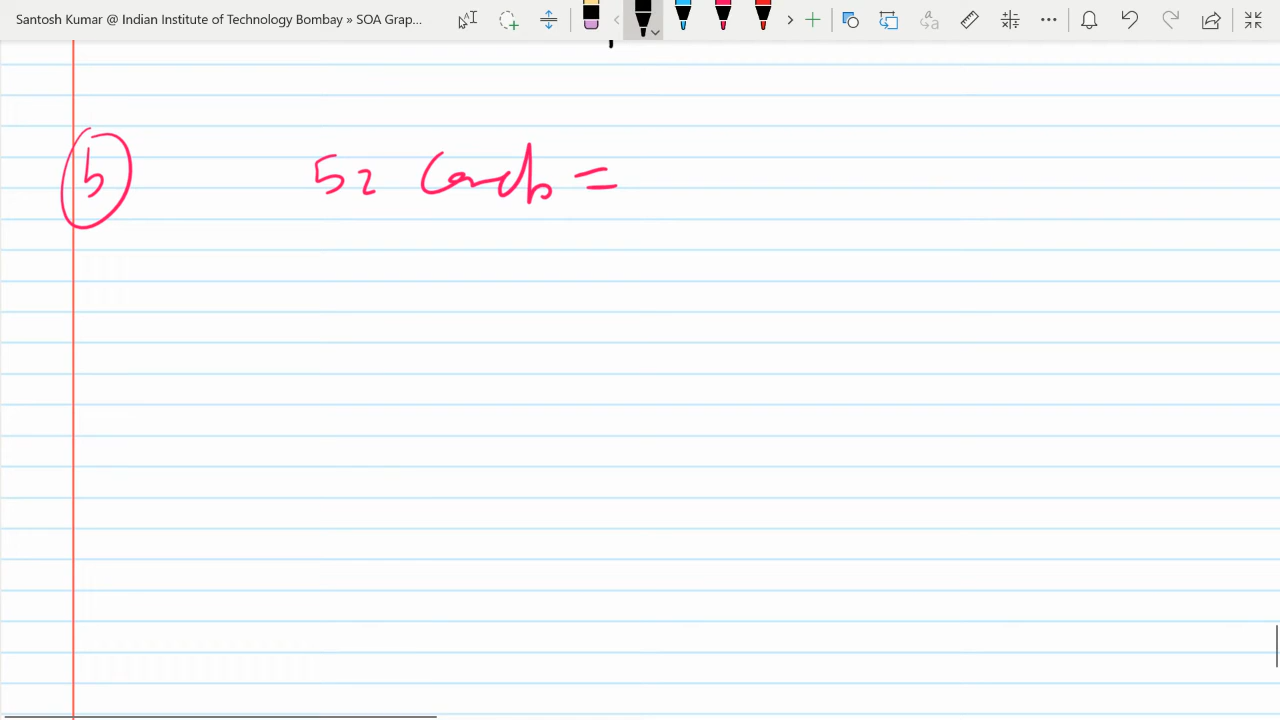 Santosh Kumar @ Indian Institute of Technology Bombay » SOA Grap...
b 52 Cards =